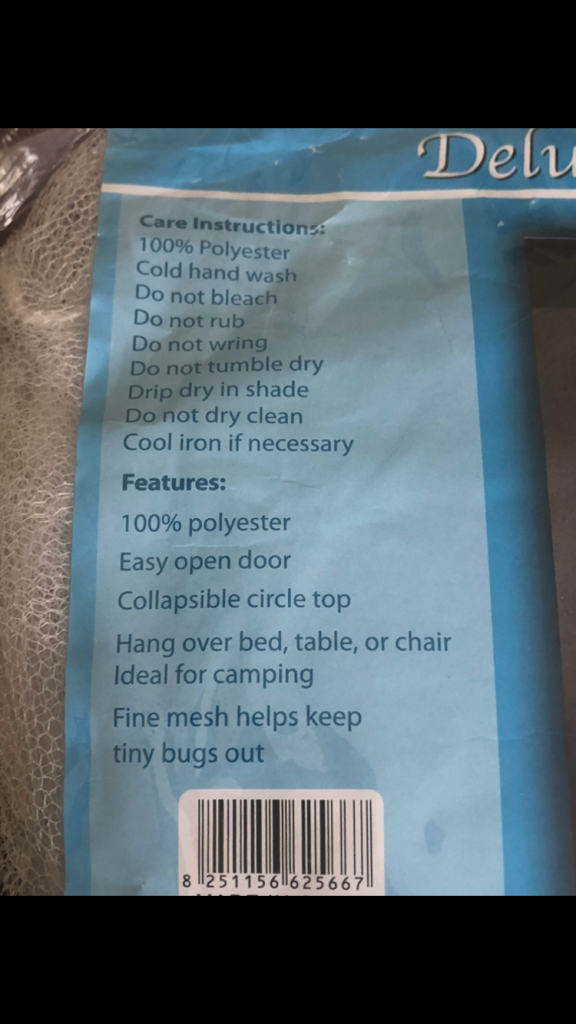 Care Instructions:
100% Polyester
Cold hand wash
Do not bleach
Do not rub
Do not wring
Do not tumble dry
Drip dry in shade
Do not dry clean
Cool iron if necessary
Features:
100% polyester
Easy open door
Collapsible circle top
Hang over bed, table, or chair
Ideal for camping
Fine mesh helps keep
tiny bugs out
8 251156 625667